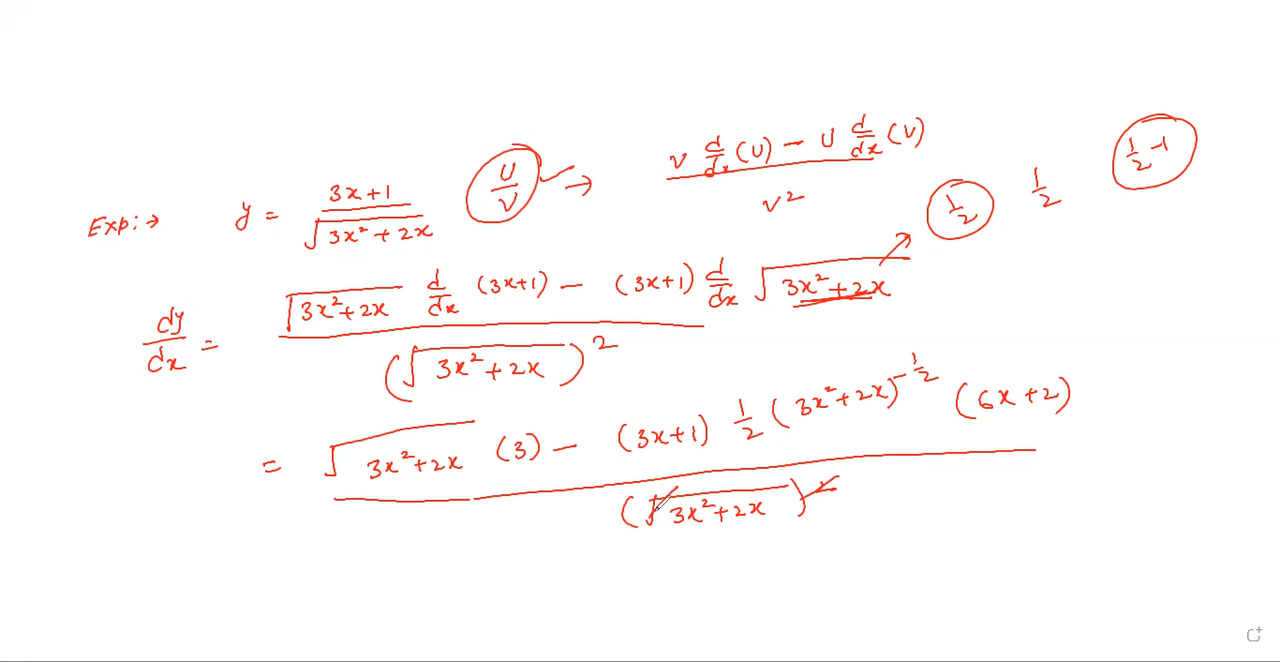 Exp:→ y = (3x+1)/(√(3x²+2x)) (U/V) ⇒ (V d/dx (U) − U d/dx (V))/(V²) 1/2 1/2 1/2−1
dy/dx = (√(3x²+2x) d/dx (3x+1) − (3x+1) d/dx √(3x²+2x))/((√(3x²+2x))²)
= (√(3x²+2x) (3) − (3x+1) 1/2 (3x²+2x)^(−1/2) (6x+2))/((√(3x²+2x))²)